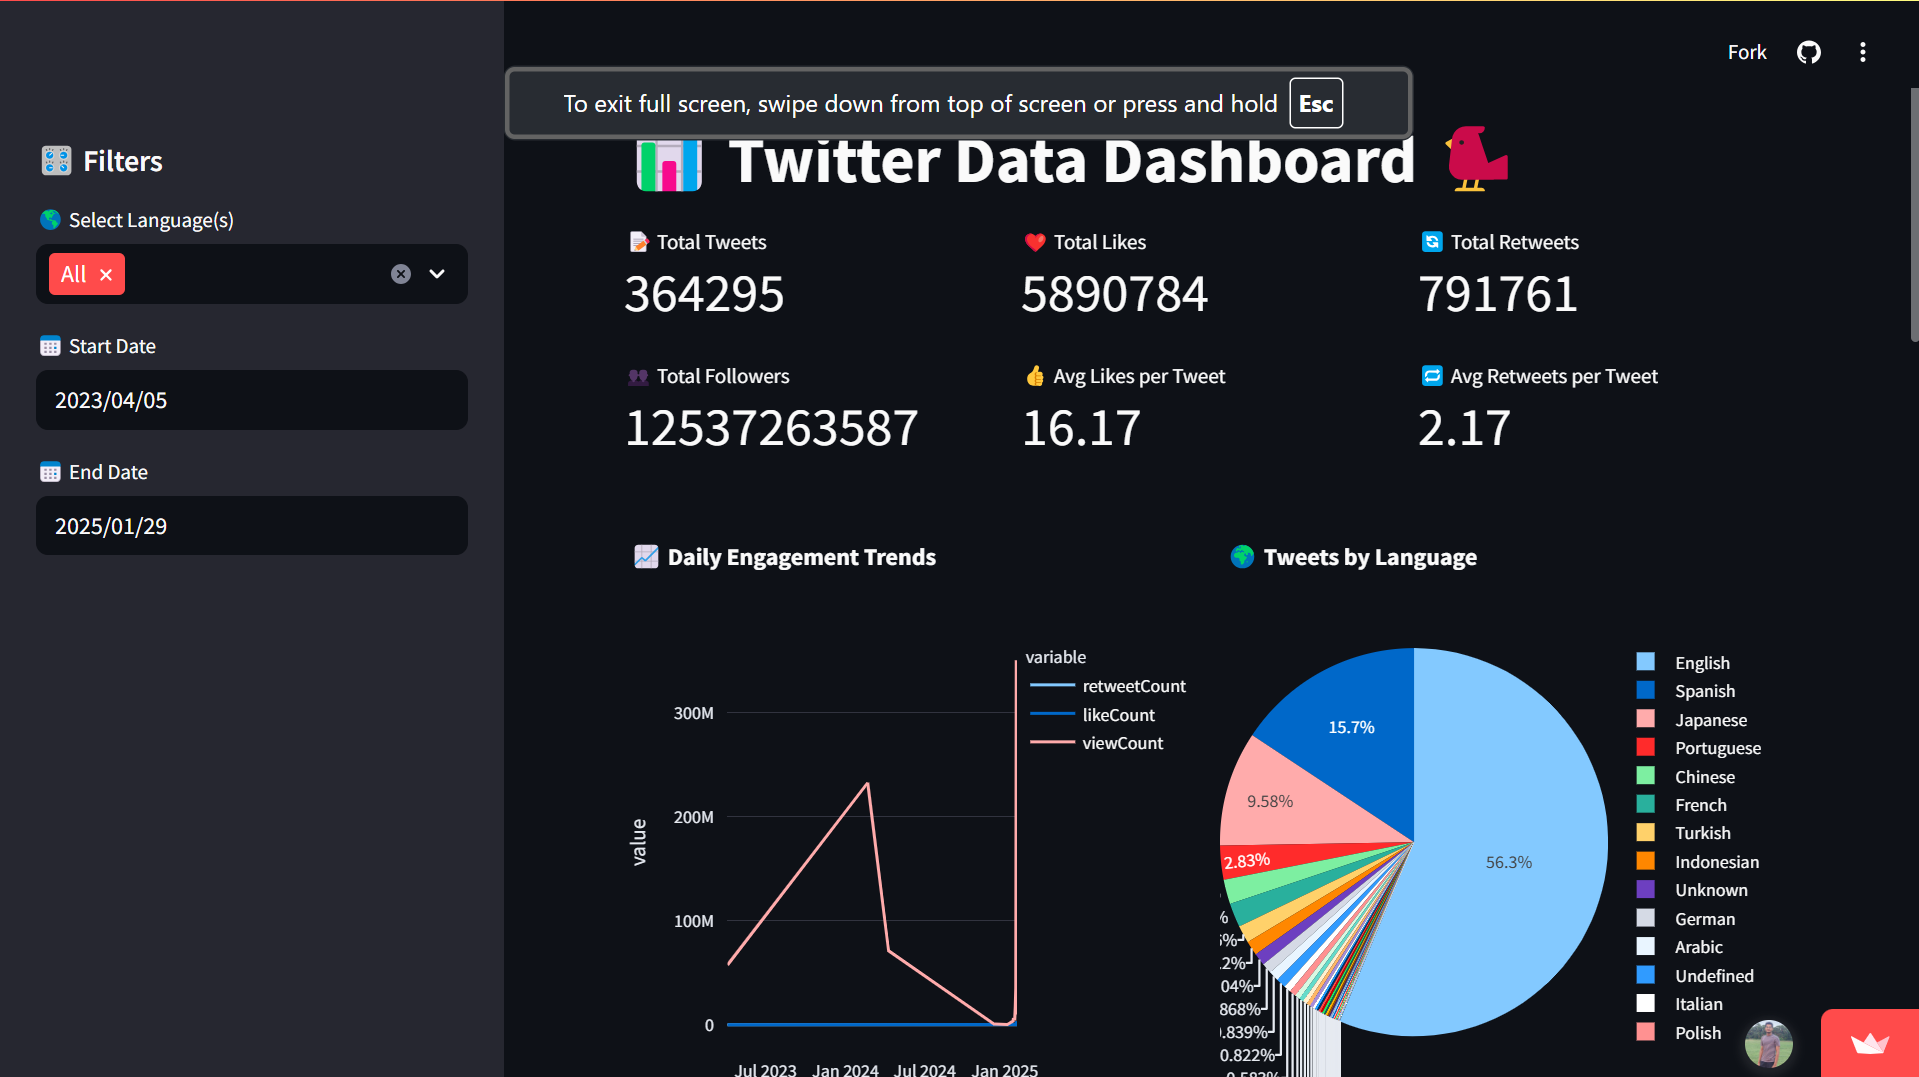 Fork
To exit full screen, swipe down from top of screen or press and hold Esc
Filters
Select Language(s)
All
Start Date
2023/04/05
End Date
2025/01/29
Twitter Data Dashboard
Total Tweets
364295
Total Likes
5890784
Total Retweets
791761
Total Followers
12537263587
Avg Likes per Tweet
16.17
Avg Retweets per Tweet
2.17
Daily Engagement Trends
variable
retweetCount
likeCount
viewCount
value
300M
200M
100M
0
Jul 2023
Jan 2024
Jul 2024
Jan 2025
Tweets by Language
15.7%
9.58%
2.83%
56.3%
0.822%
English
Spanish
Japanese
Portuguese
Chinese
French
Turkish
Indonesian
Unknown
German
Arabic
Undefined
Italian
Polish